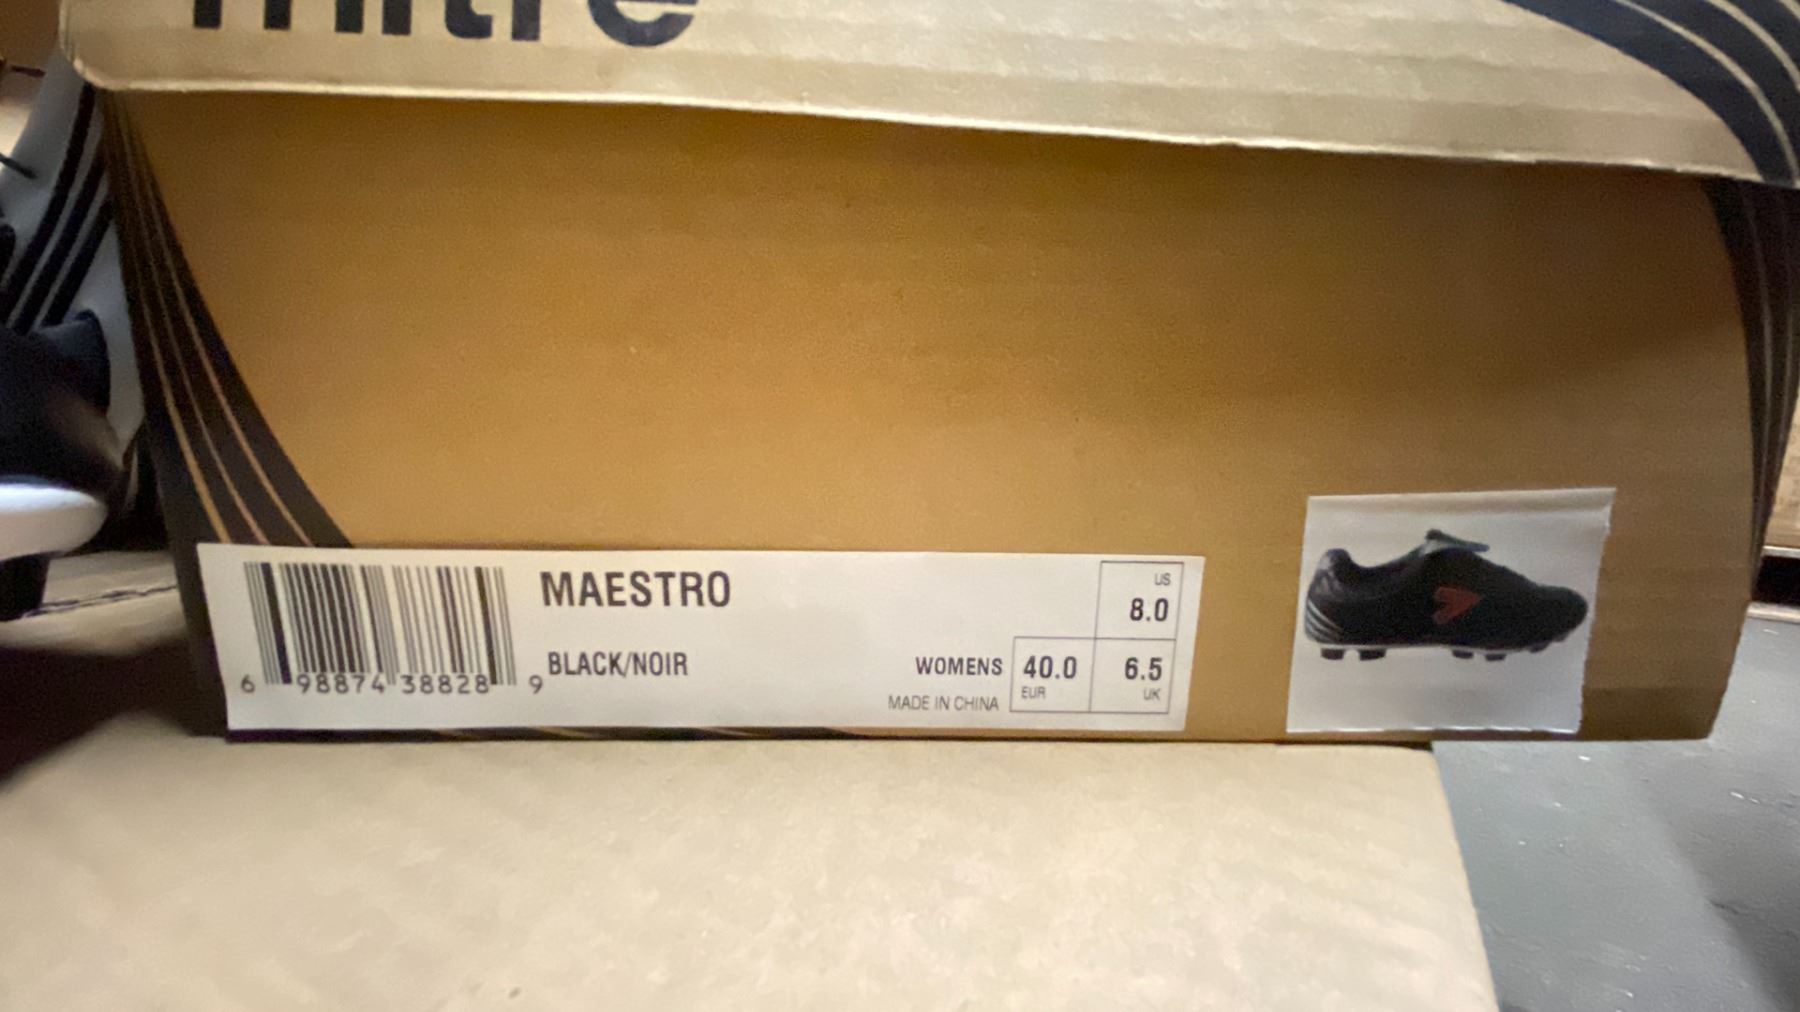 mitre
MAESTRO
US
8.0
BLACK/NOIR
WOMENS 40.0 6.5
EUR UK
MADE IN CHINA
6 98874 38828 9